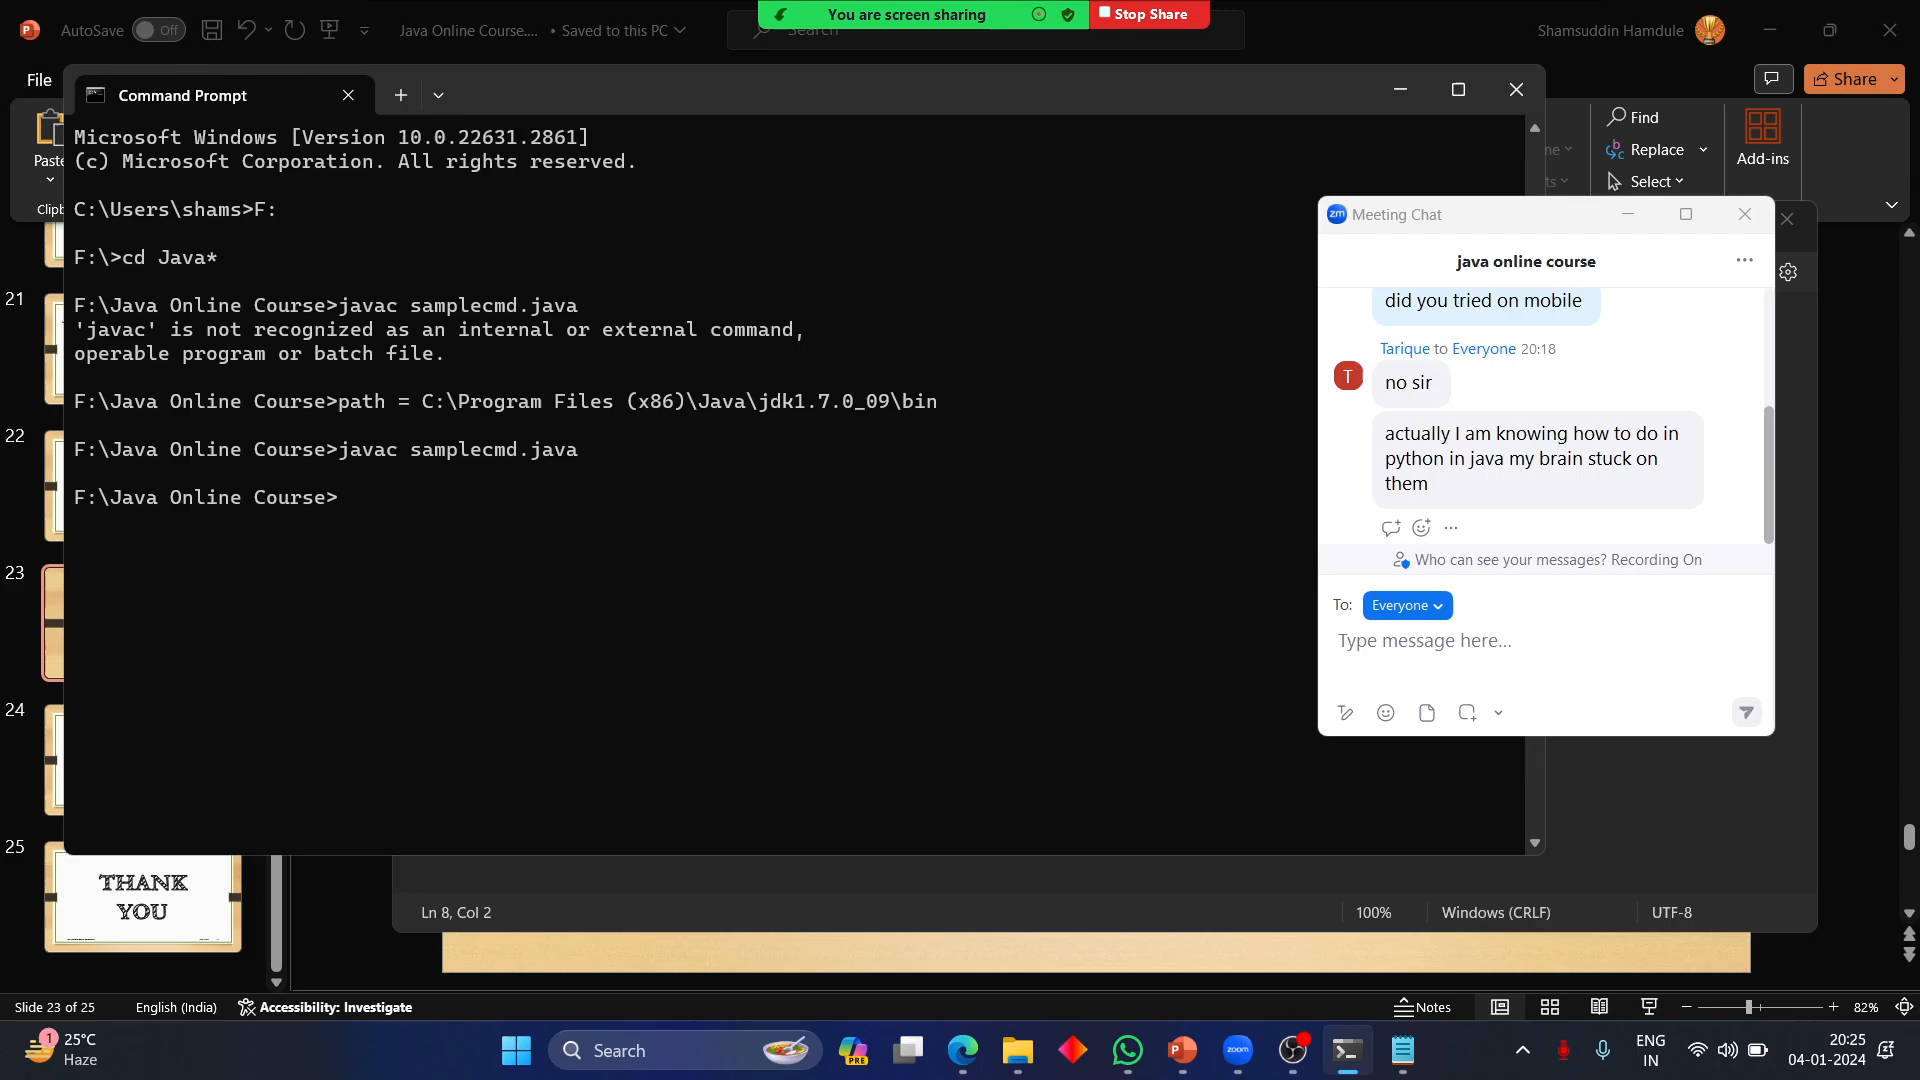 You are screen sharing
Stop Share
AutoSave
Off
Java Online Course.... • Saved to this PC
Search
Shamsuddin Hamdule
File
Share
Paste
Find
Replace
Select
Add-ins
Command Prompt
Microsoft Windows [Version 10.0.22631.2861]
(c) Microsoft Corporation. All rights reserved.
C:\Users\shams>F:
F:\>cd Java*
F:\Java Online Course>javac samplecmd.java
'javac' is not recognized as an internal or external command,
operable program or batch file.
F:\Java Online Course>path = C:\Program Files (x86)\Java\jdk1.7.0_09\bin
F:\Java Online Course>javac samplecmd.java
F:\Java Online Course>
zm Meeting Chat
java online course
did you tried on mobile
Tarique to Everyone 20:18
T
no sir
actually I am knowing how to do in
python in java my brain stuck on
them
Who can see your messages? Recording On
To: Everyone
Type message here...
21
22
23
24
25
THANK
YOU
Ln 8, Col 2
100%
Windows (CRLF)
UTF-8
Slide 23 of 25
English (India)
Accessibility: Investigate
Notes
82%
1
25°C
Haze
Search
PRE
zoom
ENG
IN
20:25
04-01-2024